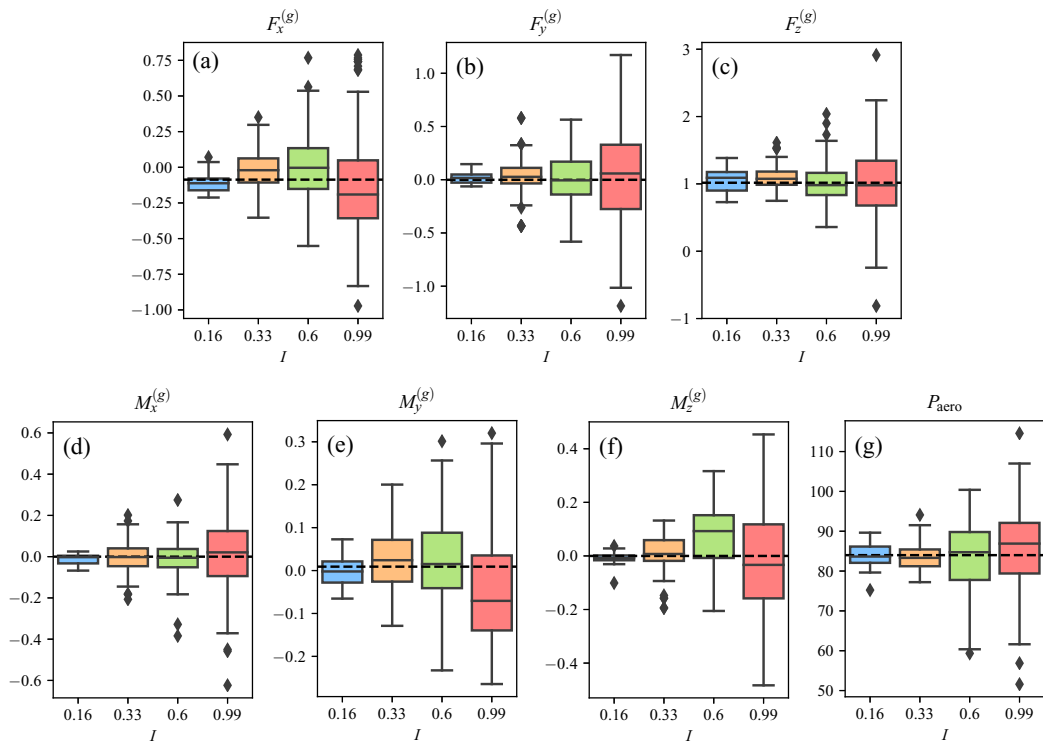 F_x^{(g)} F_y^{(g)} F_z^{(g)}
(a) (b) (c)
0.75 0.50 0.25 0.00 −0.25 −0.50 −0.75 −1.00
1.0 0.5 0.0 −0.5 −1.0
3 2 1 0 −1
0.16 0.33 0.6 0.99 0.16 0.33 0.6 0.99 0.16 0.33 0.6 0.99
I I I
M_x^{(g)} M_y^{(g)} M_z^{(g)} P_aero
(d) (e) (f) (g)
0.6 0.4 0.2 0.0 −0.2 −0.4 −0.6
0.3 0.2 0.1 0.0 −0.1 −0.2
0.4 0.2 0.0 −0.2 −0.4
110 100 90 80 70 60 50
0.16 0.33 0.6 0.99 0.16 0.33 0.6 0.99 0.16 0.33 0.6 0.99 0.16 0.33 0.6 0.99
I I I I